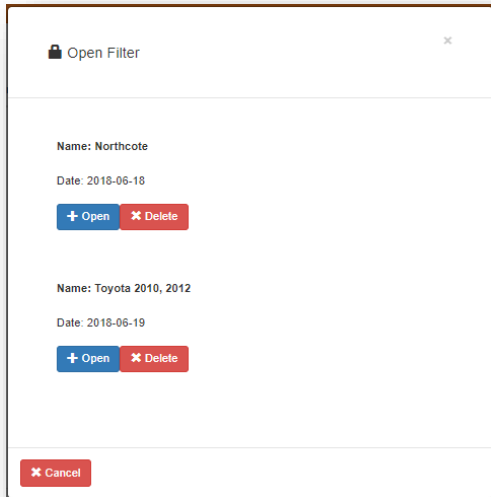 Open Filter
×
Name: Northcote
Date: 2018-06-18
Open Delete
Name: Toyota 2010, 2012
Date: 2018-06-19
Open Delete
Cancel